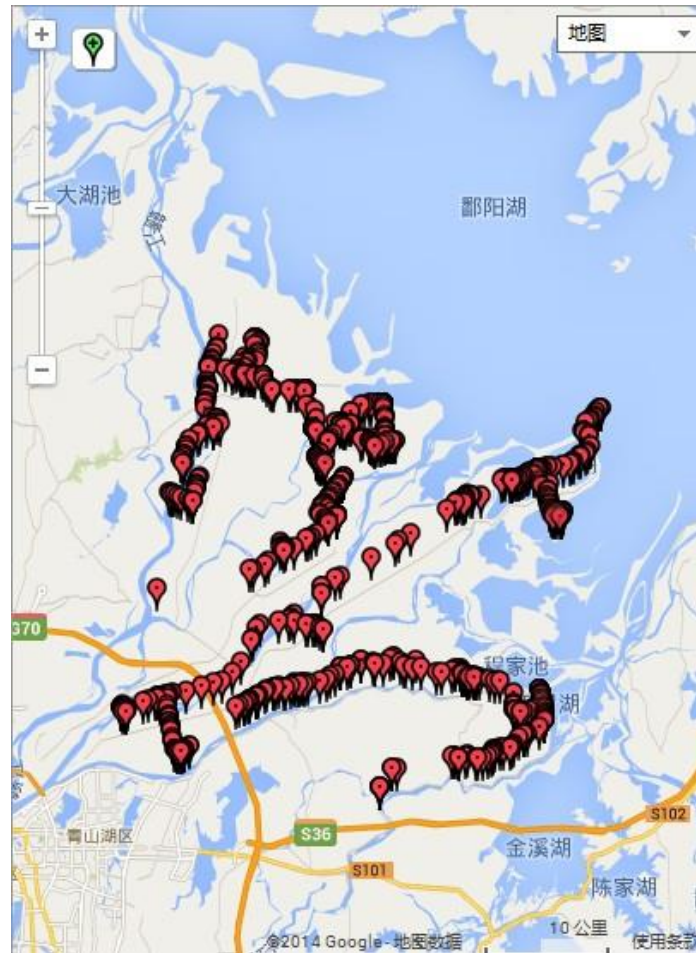 地图
大湖池
赣江
鄱阳湖
G70
程家池
湖
青山湖区
S36
S102
S101
金溪湖
陈家湖
10 公里
©2014 Google - 地图数据
使用条款